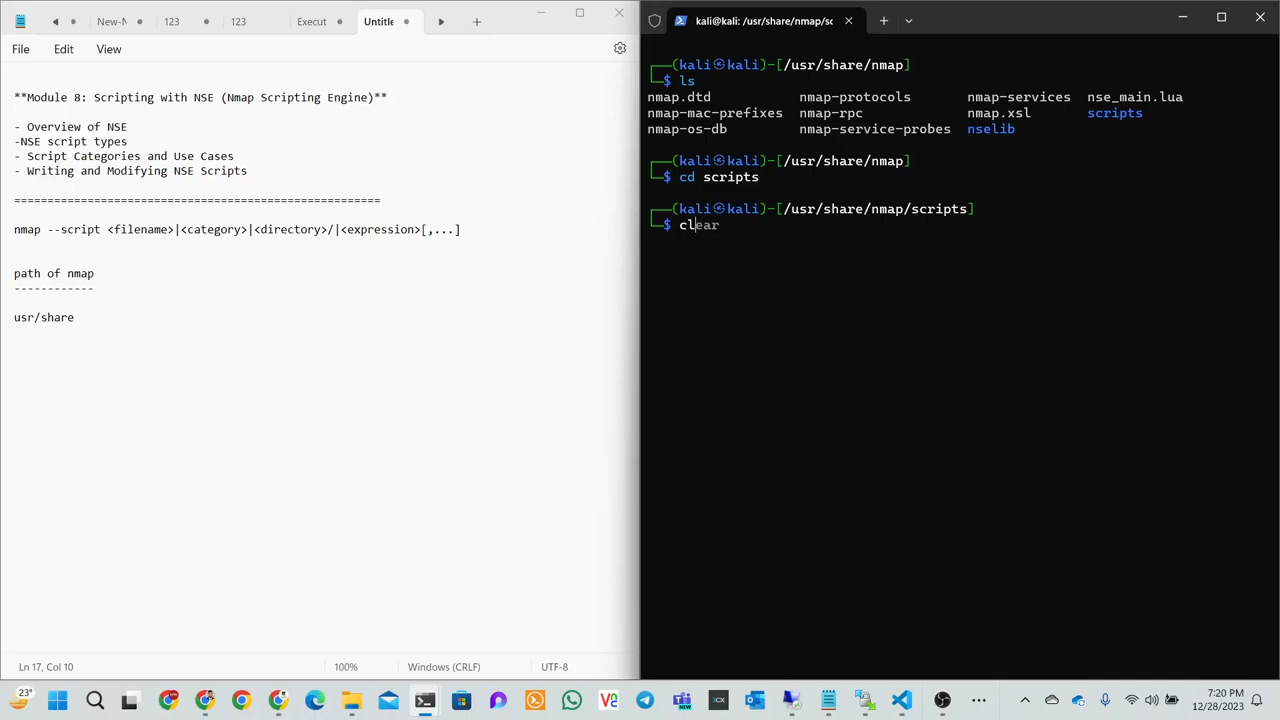 New-N
123
123
Execut
Untitle
File
Edit
View
**Module 8: Scripting with NSE (Nmap Scripting Engine)**
- Overview of NSE
-NSE script types
- Script Categories and Use Cases
- Writing and Modifying NSE Scripts
=======================================================
nmap --script <filename>|<category>|<directory>/|<expression>[,...]
path of nmap
------------
usr/share
Ln 17, Col 10
100%
Windows (CRLF)
UTF-8
kali@kali: /usr/share/nmap/sc
┌──(kali㉿kali)-[/usr/share/nmap]
└─$ ls
nmap.dtd nmap-protocols nmap-services nse_main.lua
nmap-mac-prefixes nmap-rpc nmap.xsl scripts
nmap-os-db nmap-service-probes nselib
┌──(kali㉿kali)-[/usr/share/nmap]
└─$ cd scripts
┌──(kali㉿kali)-[/usr/share/nmap/scripts]
└─$ clear
23°
7:20 PM
12/28/2023